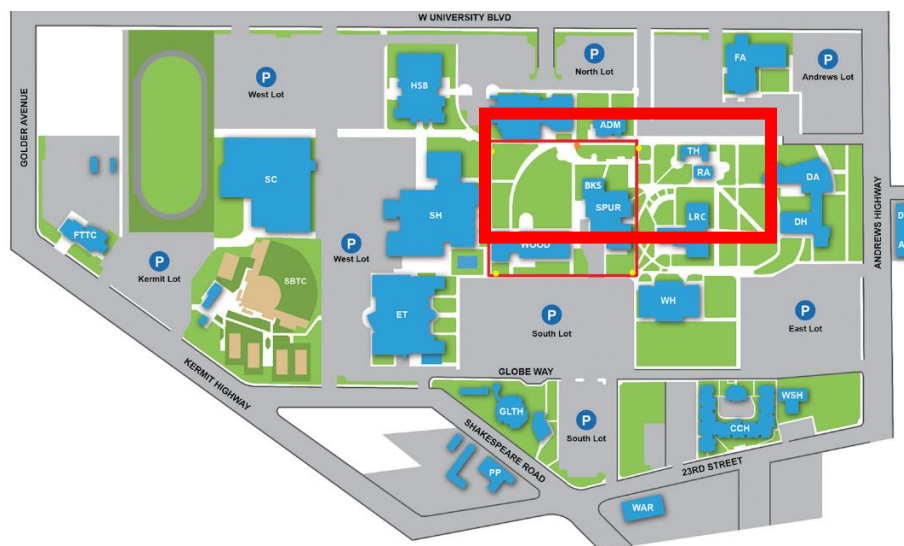 W UNIVERSITY BLVD
GOLDER AVENUE
P
West Lot
HSB
P
North Lot
FA
P
Andrews Lot
ADM
TH
RA
SC
BKS
SPUR
SH
LRC
DA
DH
ANDREWS HIGHWAY
D
A
FTTC
P
Kermit Lot
P
West Lot
WOOD
SBTC
ET
P
South Lot
WH
P
East Lot
KERMIT HIGHWAY
GLOBE WAY
GLTH
SHAKESPEARE ROAD
P
South Lot
WSH
CCH
23RD STREET
PP
WAR